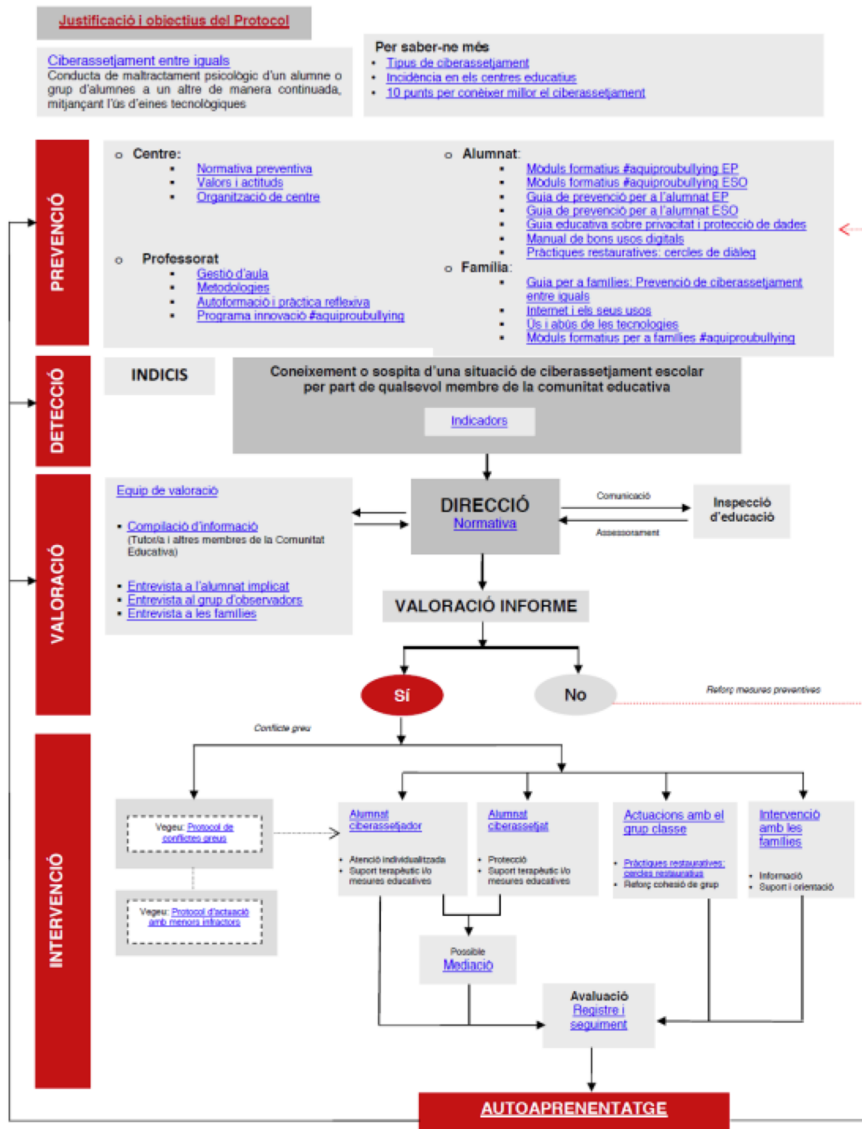 Justificació i objectius del Protocol
Ciberassetjament entre iguals
Conducta de maltractament psicològic d'un alumne o
grup d'alumnes a un altre de manera continuada,
mitjançant l'ús d'eines tecnològiques
Per saber-ne més
• Tipus de ciberassetjament
• Incidència en els centres educatius
• 10 punts per conèixer millor el ciberassetjament
PREVENCIÓ
o Centre:
▪ Normativa preventiva
▪ Valors i actituds
▪ Organització de centre
o Professorat
▪ Gestió d'aula
▪ Metodologies
▪ Autoformació i pràctica reflexiva
▪ Programa innovació #aquiproubullying
o Alumnat:
▪ Mòduls formatius #aquiproubullying EP
▪ Mòduls formatius #aquiproubullying ESO
▪ Guia de prevenció per a l'alumnat EP
▪ Guia de prevenció per a l'alumnat ESO
▪ Guia educativa sobre privacitat i protecció de dades
▪ Manual de bons usos digitals
▪ Pràctiques restauratives: cercles de diàleg
o Família:
▪ Guia per a famílies: Prevenció de ciberassetjament
entre iguals
▪ Internet i els seus usos
▪ Ús i abús de les tecnologies
▪ Mòduls formatius per a famílies #aquiproubullying
DETECCIÓ
INDICIS
Coneixement o sospita d'una situació de ciberassetjament escolar
per part de qualsevol membre de la comunitat educativa
Indicadors
VALORACIÓ
Equip de valoració
• Compilació d'informació
(Tutor/a i altres membres de la Comunitat
Educativa)
• Entrevista a l'alumnat implicat
• Entrevista al grup d'observadors
• Entrevista a les famílies
DIRECCIÓ
Normativa
Comunicació
Assessorament
Inspecció
d'educació
VALORACIÓ INFORME
Sí
No
Reforç mesures preventives
INTERVENCIÓ
Conflicte greu
Vegeu: Protocol de
conflictes greus
Vegeu: Protocol d'actuació
amb menors infractors
Alumnat
ciberassetjador
• Atenció individualitzada
• Suport terapèutic i/o
mesures educatives
Alumnat
ciberassetjat
• Protecció
• Suport terapèutic i/o
mesures educatives
Actuacions amb el
grup classe
• Pràctiques restauratives:
cercles restauratius
• Reforç cohesió de grup
Intervenció
amb les
famílies
• Informació
• Suport i orientació
Possible
Mediació
Avaluació
Registre i
seguiment
AUTOAPRENENTATGE